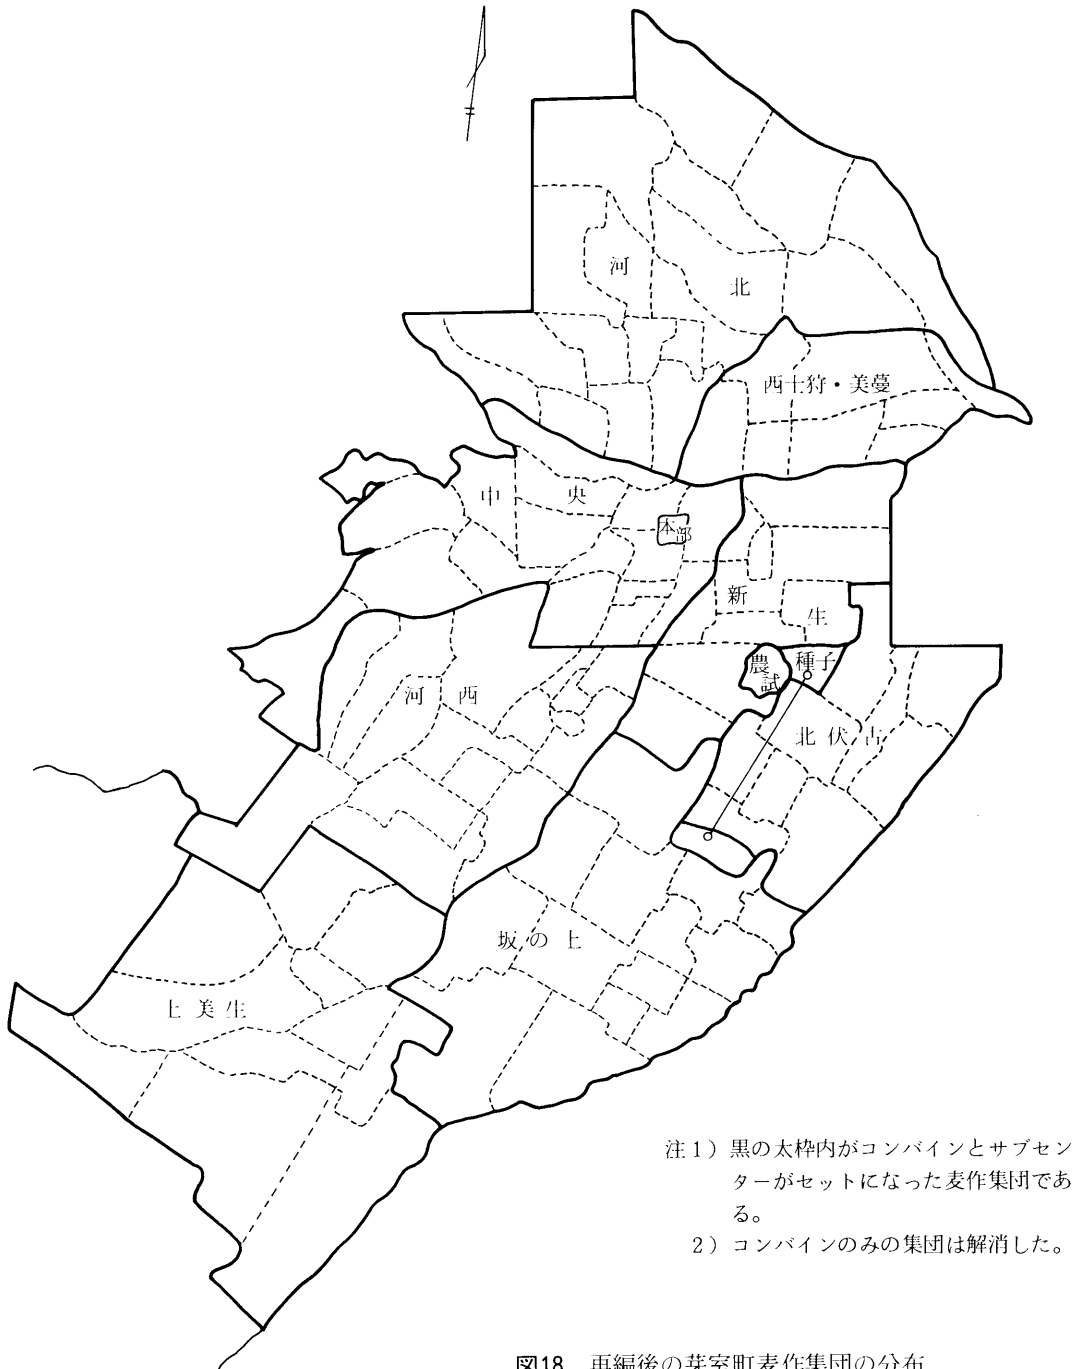 河北
西士狩・美蔓
中央
本部
新生
農試
種子
河西
北伏古
坂の上
上美生
注1）黒の太枠内がコンバインとサブセン
ターがセットになった麦作集団であ
る。
2）コンバインのみの集団は解消した。
図18 再編後の芽室町麦作集団の分布